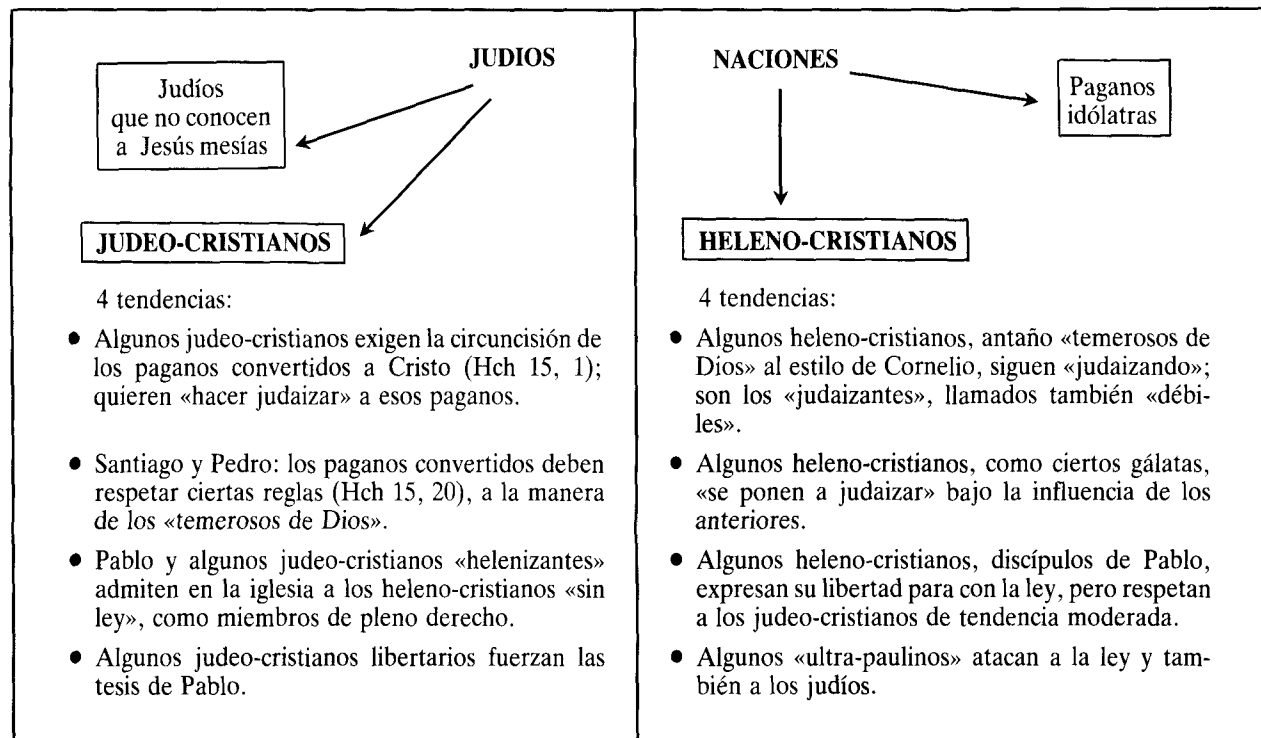 JUDIOS
Judíos
que no conocen
a Jesús mesías
JUDEO-CRISTIANOS
4 tendencias:
● Algunos judeo-cristianos exigen la circuncisión de
los paganos convertidos a Cristo (Hch 15, 1);
quieren «hacer judaizar» a esos paganos.
● Santiago y Pedro: los paganos convertidos deben
respetar ciertas reglas (Hch 15, 20), a la manera
de los «temerosos de Dios».
● Pablo y algunos judeo-cristianos «helenizantes»
admiten en la iglesia a los heleno-cristianos «sin
ley», como miembros de pleno derecho.
● Algunos judeo-cristianos libertarios fuerzan las
tesis de Pablo.
NACIONES
Paganos
idólatras
HELENO-CRISTIANOS
4 tendencias:
● Algunos heleno-cristianos, antaño «temerosos de
Dios» al estilo de Cornelio, siguen «judaizando»;
son los «judaizantes», llamados también «débi-
les».
● Algunos heleno-cristianos, como ciertos gálatas,
«se ponen a judaizar» bajo la influencia de los
anteriores.
● Algunos heleno-cristianos, discípulos de Pablo,
expresan su libertad para con la ley, pero respetan
a los judeo-cristianos de tendencia moderada.
● Algunos «ultra-paulinos» atacan a la ley y tam-
bién a los judíos.